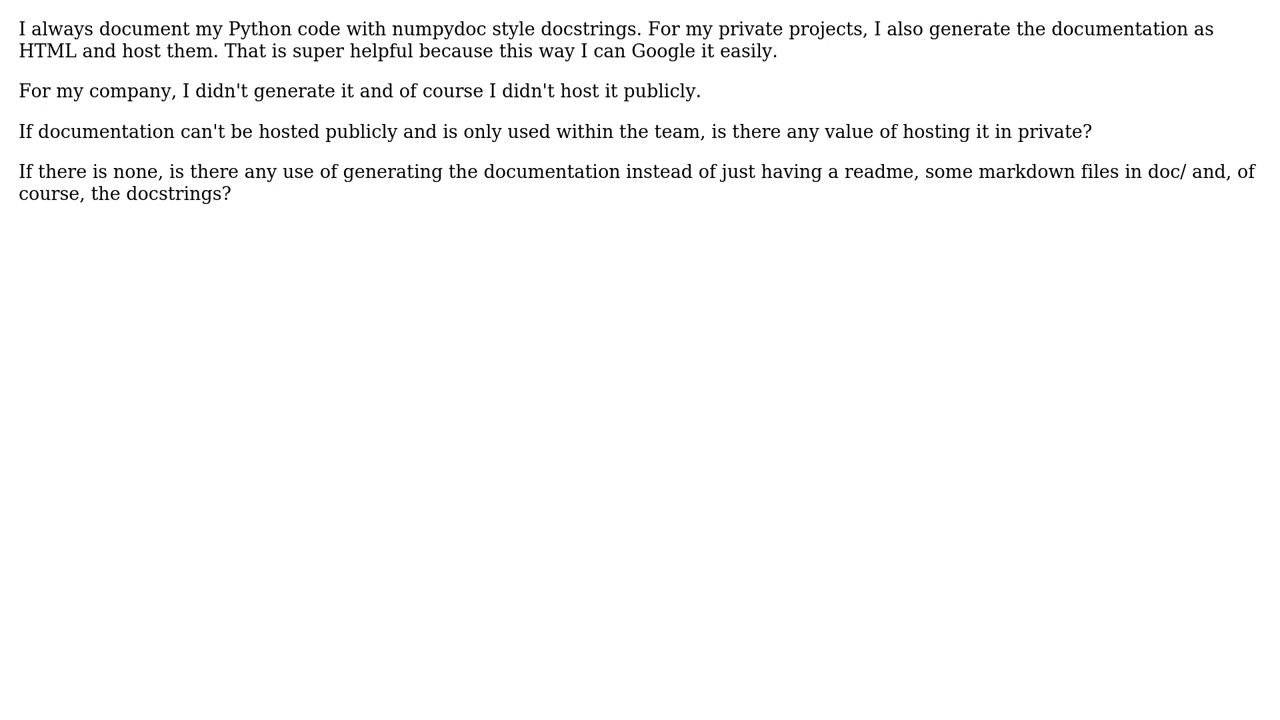 I always document my Python code with numpydoc style docstrings. For my private projects, I also generate the documentation as
HTML and host them. That is super helpful because this way I can Google it easily.
For my company, I didn't generate it and of course I didn't host it publicly.
If documentation can't be hosted publicly and is only used within the team, is there any value of hosting it in private?
If there is none, is there any use of generating the documentation instead of just having a readme, some markdown files in doc/ and, of
course, the docstrings?